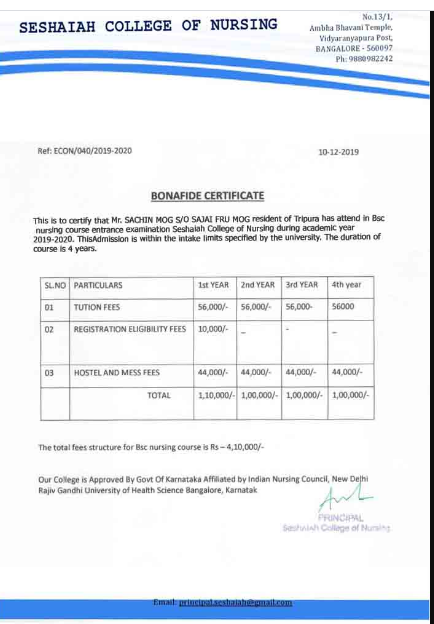 SESHAIAH COLLEGE OF NURSING
No.13/1,
Ambha Bhavani Temple,
Vidyaranyapura Post,
BANGALORE - 560097
Ph: 9880982242
Ref: ECON/040/2019-2020
10-12-2019
BONAFIDE CERTIFICATE
This is to certify that Mr. SACHIN MOG S/O SAJAI FRU MOG resident of Tripura has attend in Bsc
nursing course entrance examination Seshaiah College of Nursing during academic year
2019-2020. ThisAdmission is within the intake limits specified by the university. The duration of
course is 4 years.
SL.NO PARTICULARS 1st YEAR 2nd YEAR 3rd YEAR 4th year
01 TUTION FEES 56,000/- 56,000/- 56,000- 56000
02 REGISTRATION ELIGIBILITY FEES 10,000/- _ - _
03 HOSTEL AND MESS FEES 44,000/- 44,000/- 44,000/- 44,000/-
TOTAL 1,10,000/- 1,00,000/- 1,00,000/- 1,00,000/-
The total fees structure for Bsc nursing course is Rs – 4,10,000/-
Our College is Approved By Govt Of Karnataka Affiliated by Indian Nursing Council, New Delhi
Rajiv Gandhi University of Health Science Bangalore, Karnatak
PRINCIPAL
Seshaiah College of Nursing
Email: principal.seshaiah@gmail.com